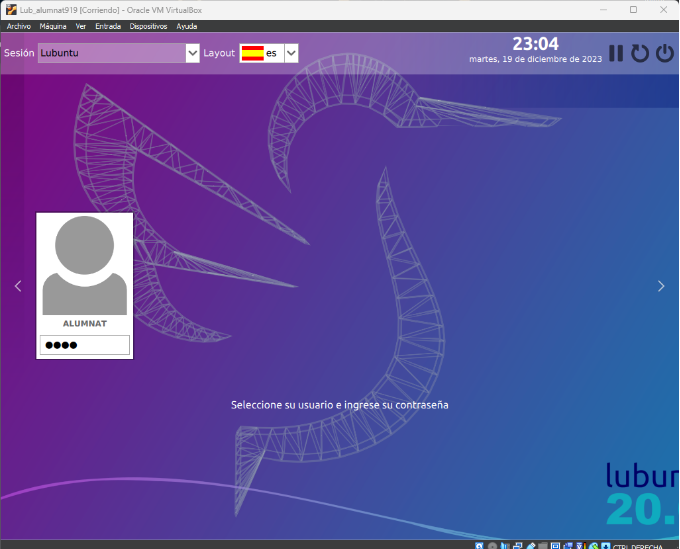 Lub_alumnat919 [Corriendo] - Oracle VM VirtualBox
Archivo Máquina Ver Entrada Dispositivos Ayuda
Sesión Lubuntu Layout es
23:04
martes, 19 de diciembre de 2023
ALUMNAT
●●●●
Seleccione su usuario e ingrese su contraseña
lubun
20.
CTRL DERECHA